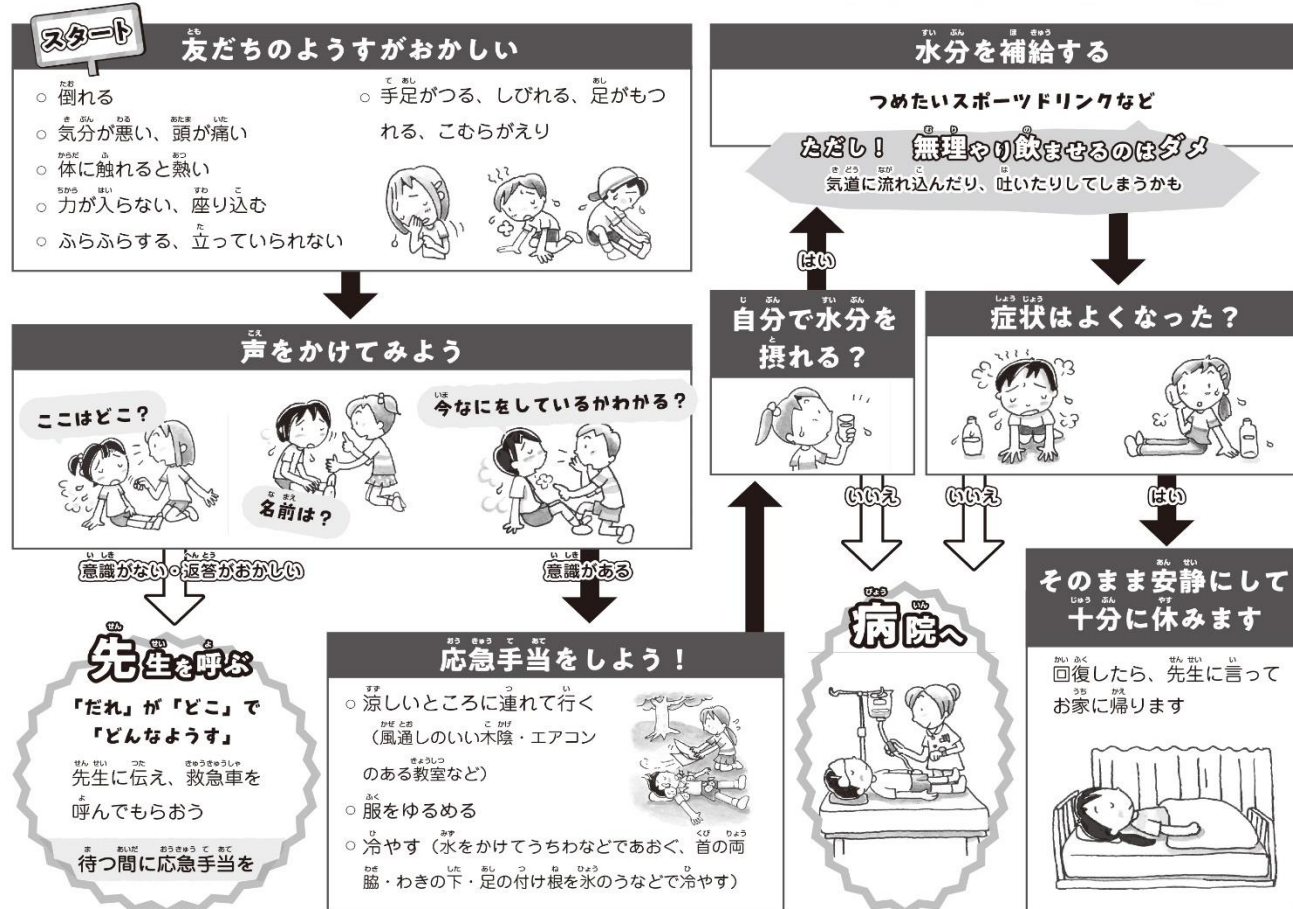 スタート
友だちのようすがおかしい
○ 倒れる
○ 気分が悪い、頭が痛い
○ 体に触れると熱い
○ 力が入らない、座り込む
○ ふらふらする、立っていられない
○ 手足がつる、しびれる、足がもつ
れる、こむらがえり
声をかけてみよう
ここはどこ？
名前は？
今なにをしているかわかる？
意識がない・返答がおかしい
意識がある
先生を呼ぶ
「だれ」が「どこ」で
「どんなようす」
先生に伝え、救急車を
呼んでもらおう
待つ間に応急手当を
応急手当をしよう！
○ 涼しいところに連れて行く
（風通しのいい木陰・エアコン
のある教室など）
○ 服をゆるめる
○ 冷やす（水をかけてうちわなどであおぐ、首の両
脇・わきの下・足の付け根を氷のうなどで冷やす）
自分で水分を
摂れる？
はい
いいえ
水分を補給する
つめたいスポーツドリンクなど
ただし！ 無理やり飲ませるのはダメ
気道に流れ込んだり、吐いたりしてしまうかも
症状はよくなった？
いいえ
はい
病院へ
そのまま安静にして
十分に休みます
回復したら、先生に言って
お家に帰ります